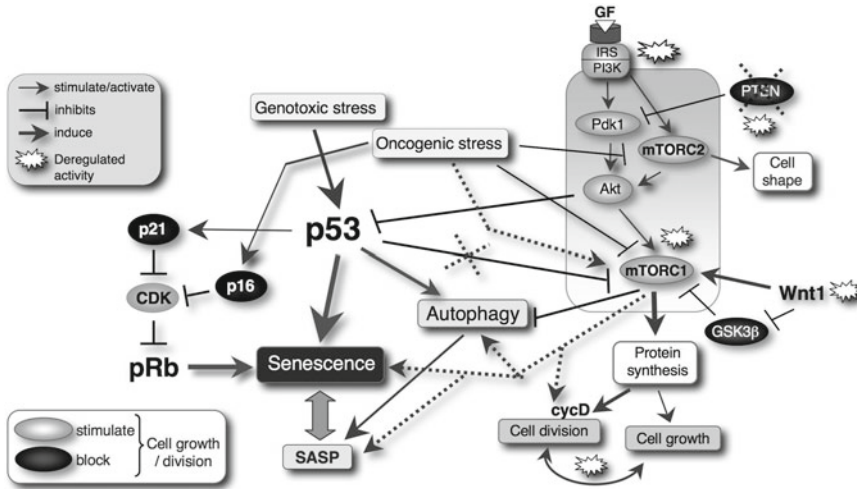 GF
IRS
PI3K
PTEN
stimulate/activate
inhibits
induce
Deregulated
activity
Genotoxic stress
Oncogenic stress
Pdk1
mTORC2
Cell
shape
Akt
p21
p53
p16
CDK
mTORC1
Wnt1
Autophagy
GSK3β
pRb
Senescence
Protein
synthesis
cycD
Cell division
Cell growth
SASP
stimulate
block
Cell growth
/ division